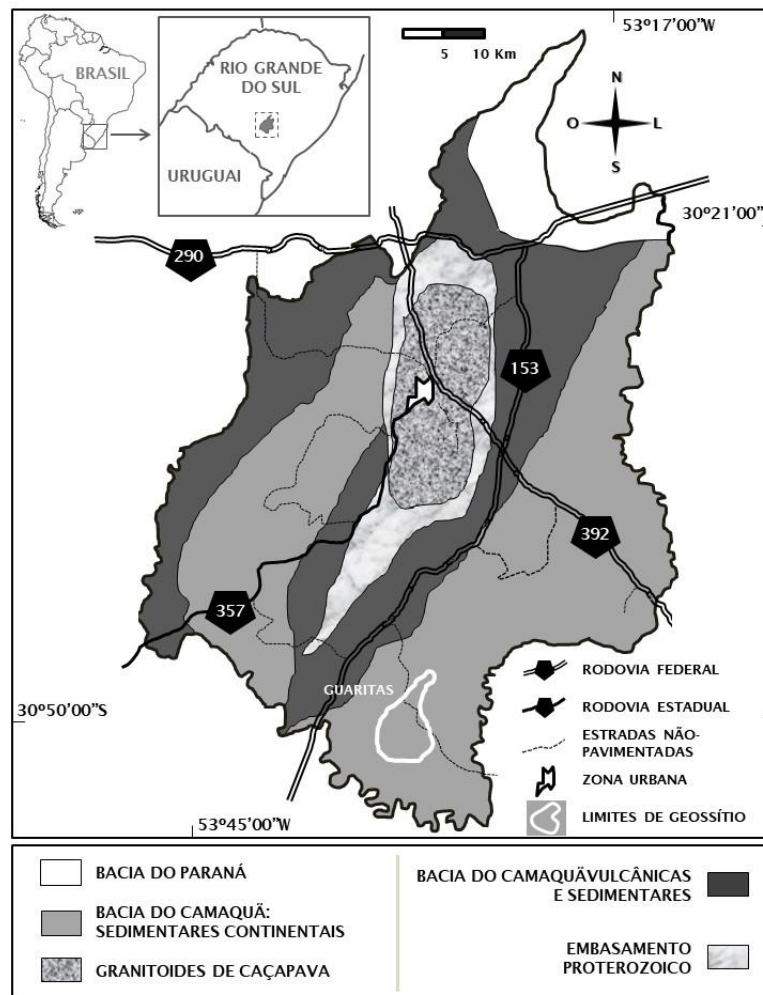 53º17'00"W
5 10 Km
BRASIL
RIO GRANDE
DO SUL
URUGUAI
N
O L
S
30º21'00"S
290
153
392
357
GUARITAS
30º50'00"S
53º45'00"W
RODOVIA FEDERAL
RODOVIA ESTADUAL
ESTRADAS NÃO-
PAVIMENTADAS
ZONA URBANA
LIMITES DE GEOSSÍTIO
BACIA DO PARANÁ
BACIA DO CAMAQUÃ:
SEDIMENTARES CONTINENTAIS
GRANITOIDES DE CAÇAPAVA
BACIA DO CAMAQUÃVULCÂNICAS
E SEDIMENTARES
EMBASAMENTO
PROTEROZOICO